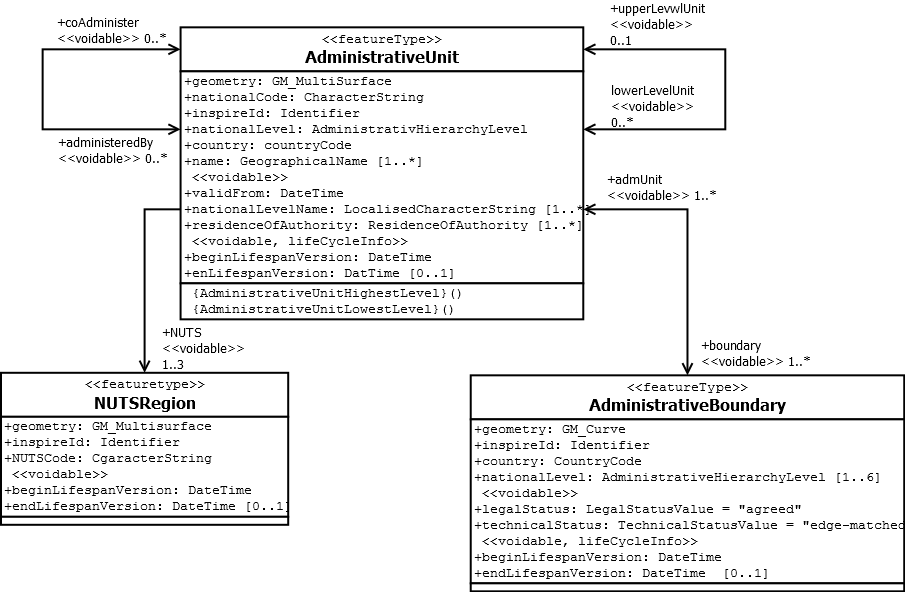 +coAdminister
<<voidable>> 0..*
+administeredBy
<<voidable>> 0..*
<<featureType>>
AdministrativeUnit
+geometry: GM_MultiSurface
+nationalCode: CharacterString
+inspireId: Identifier
+nationalLevel: AdministrativHierarchyLevel
+country: countryCode
+name: GeographicalName [1..*]
<<voidable>>
+validFrom: DateTime
+nationalLevelName: LocalisedCharacterString [1..*]
+residenceOfAuthority: ResidenceOfAuthority [1..*]
<<voidable, lifeCycleInfo>>
+beginLifespanVersion: DateTime
+enLifespanVersion: DatTime [0..1]
{AdministrativeUnitHighestLevel}()
{AdministrativeUnitLowestLevel}()
+upperLevwlUnit
<<voidable>>
0..1
lowerLevelUnit
<<voidable>>
0..*
+admUnit
<<voidable>> 1..*
+NUTS
<<voidable>>
1..3
+boundary
<<voidable>> 1..*
<<featuretype>>
NUTSRegion
+geometry: GM_Multisurface
+inspireId: Identifier
+NUTSCode: CgaracterString
<<voidable>>
+beginLifespanVersion: DateTime
+endLifespanVersion: DateTime [0..1]
<<featureType>>
AdministrativeBoundary
+geometry: GM_Curve
+inspireId: Identifier
+country: CountryCode
+nationalLevel: AdministrativeHierarchyLevel [1..6]
<<voidable>>
+legalStatus: LegalStatusValue = "agreed"
+technicalStatus: TechnicalStatusValue = "edge-matched
<<voidable, lifeCycleInfo>>
+beginLifespanVersion: DateTime
+endLifespanVersion: DateTime [0..1]